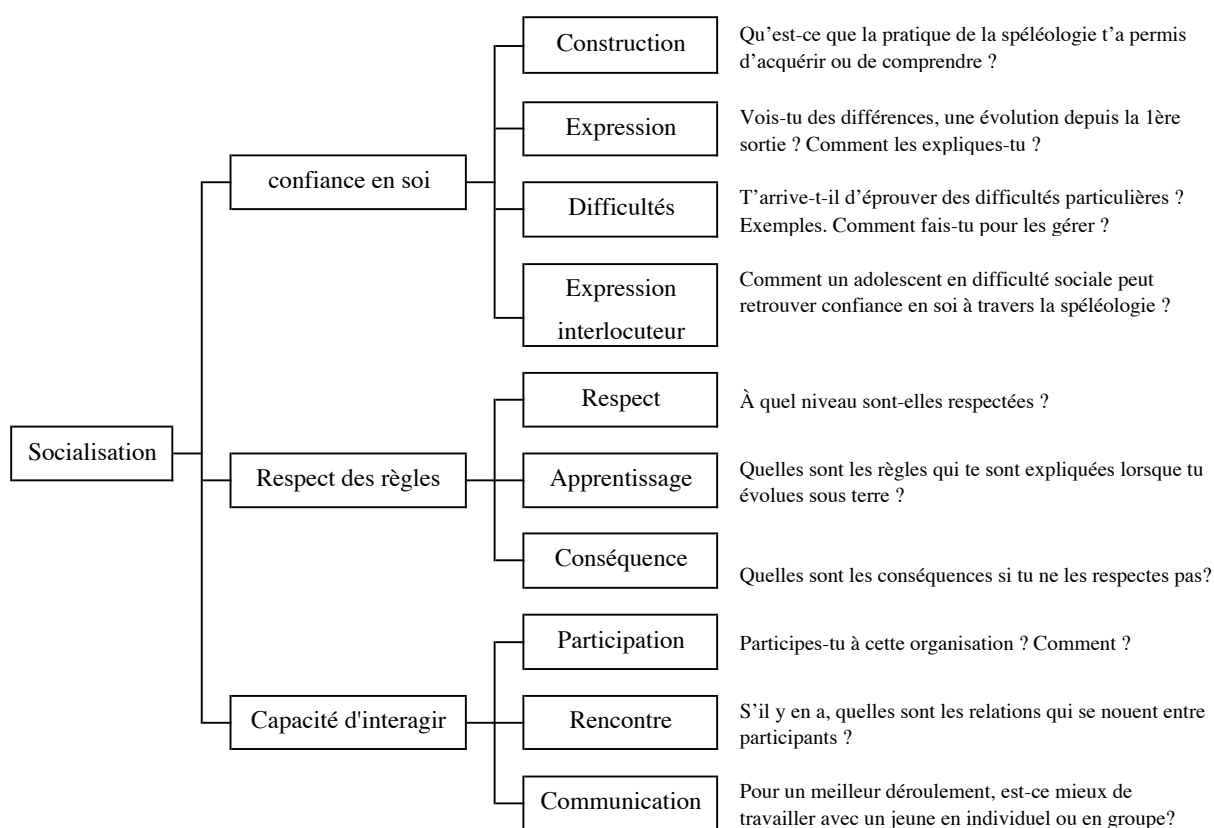 Construction
Qu’est-ce que la pratique de la spéléologie t’a permis
d’acquérir ou de comprendre ?
Expression
Vois-tu des différences, une évolution depuis la 1ère
sortie ? Comment les expliques-tu ?
confiance en soi
Difficultés
T’arrive-t-il d’éprouver des difficultés particulières ?
Exemples. Comment fais-tu pour les gérer ?
Expression
interlocuteur
Comment un adolescent en difficulté sociale peut
retrouver confiance en soi à travers la spéléologie ?
Respect
À quel niveau sont-elles respectées ?
Socialisation
Respect des règles
Apprentissage
Quelles sont les règles qui te sont expliquées lorsque tu
évolues sous terre ?
Conséquence
Quelles sont les conséquences si tu ne les respectes pas?
Participation
Participes-tu à cette organisation ? Comment ?
Capacité d'interagir
Rencontre
S’il y en a, quelles sont les relations qui se nouent entre
participants ?
Communication
Pour un meilleur déroulement, est-ce mieux de
travailler avec un jeune en individuel ou en groupe?